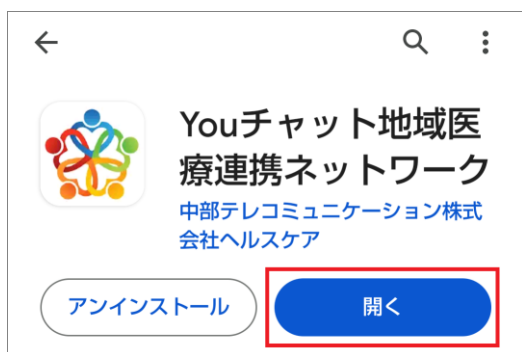 Youチャット地域医
療連携ネットワーク
中部テレコミュニケーション株式
会社ヘルスケア
アンインストール
開く